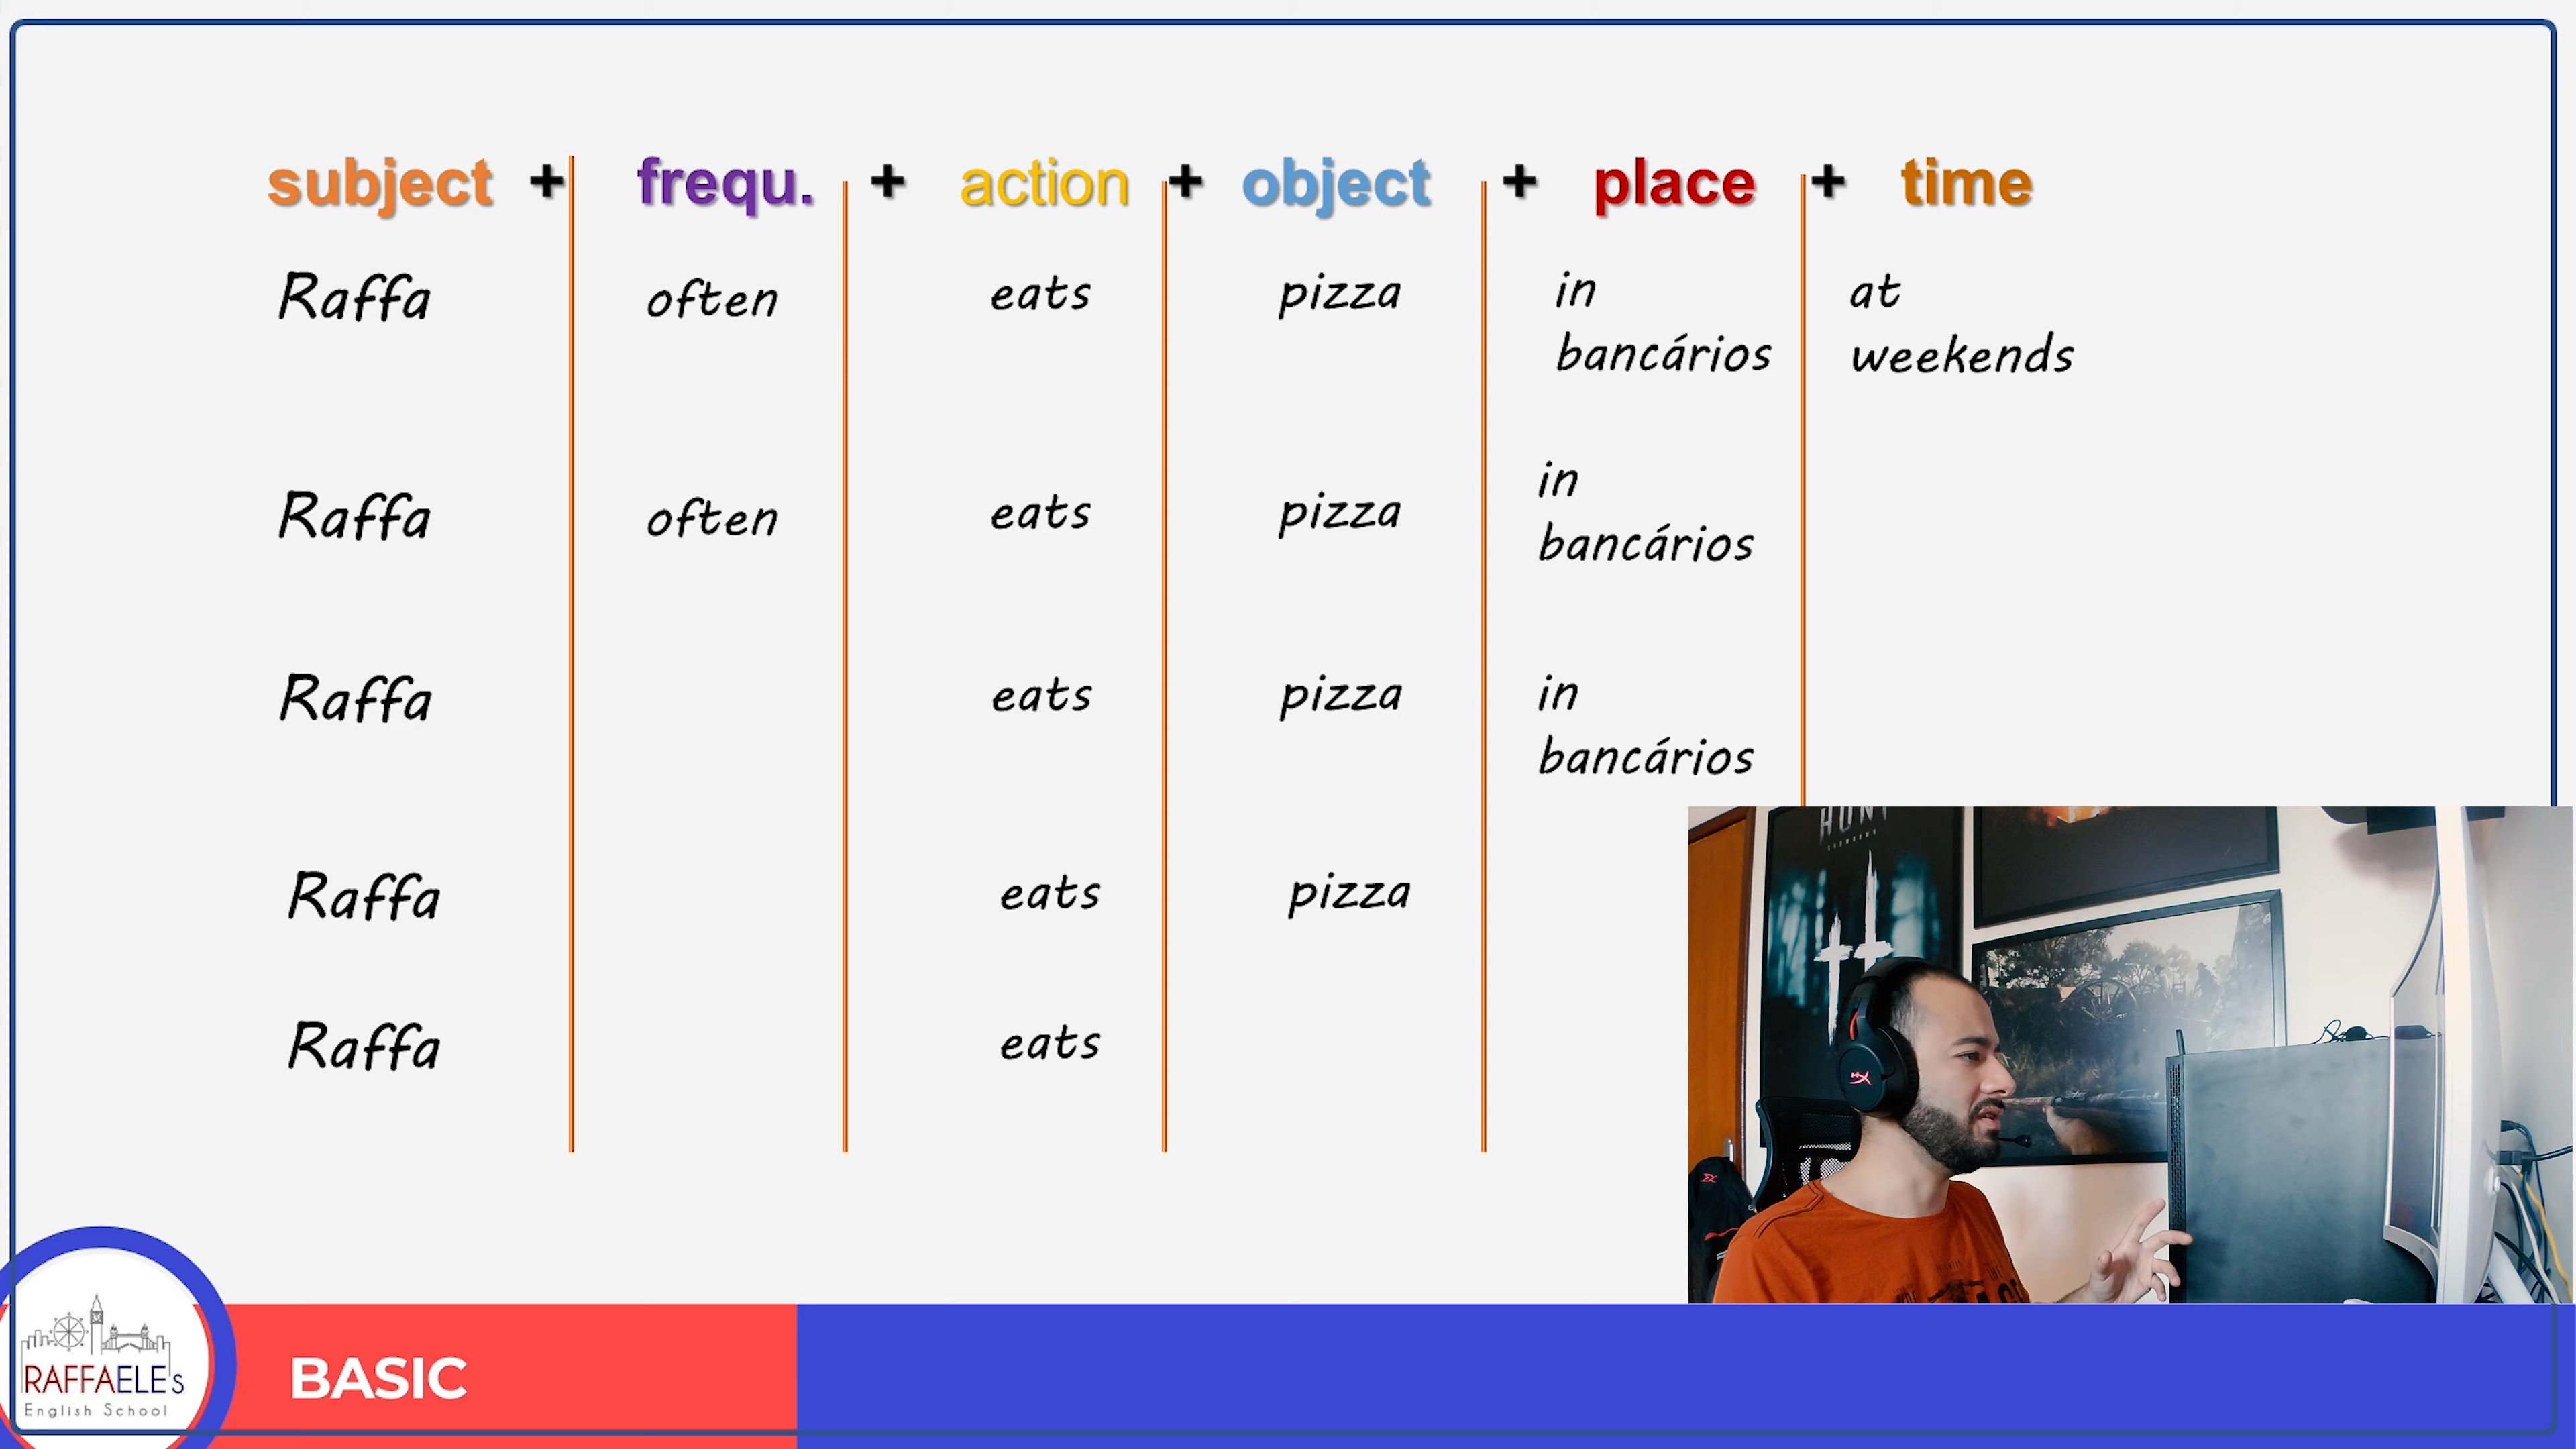 subject + frequ. + action + object + place + time
Raffa often eats pizza in bancários at weekends
Raffa often eats pizza in bancários
Raffa eats pizza in bancários
Raffa eats pizza
Raffa eats
HUNT
RAFFAELE's
English School
BASIC